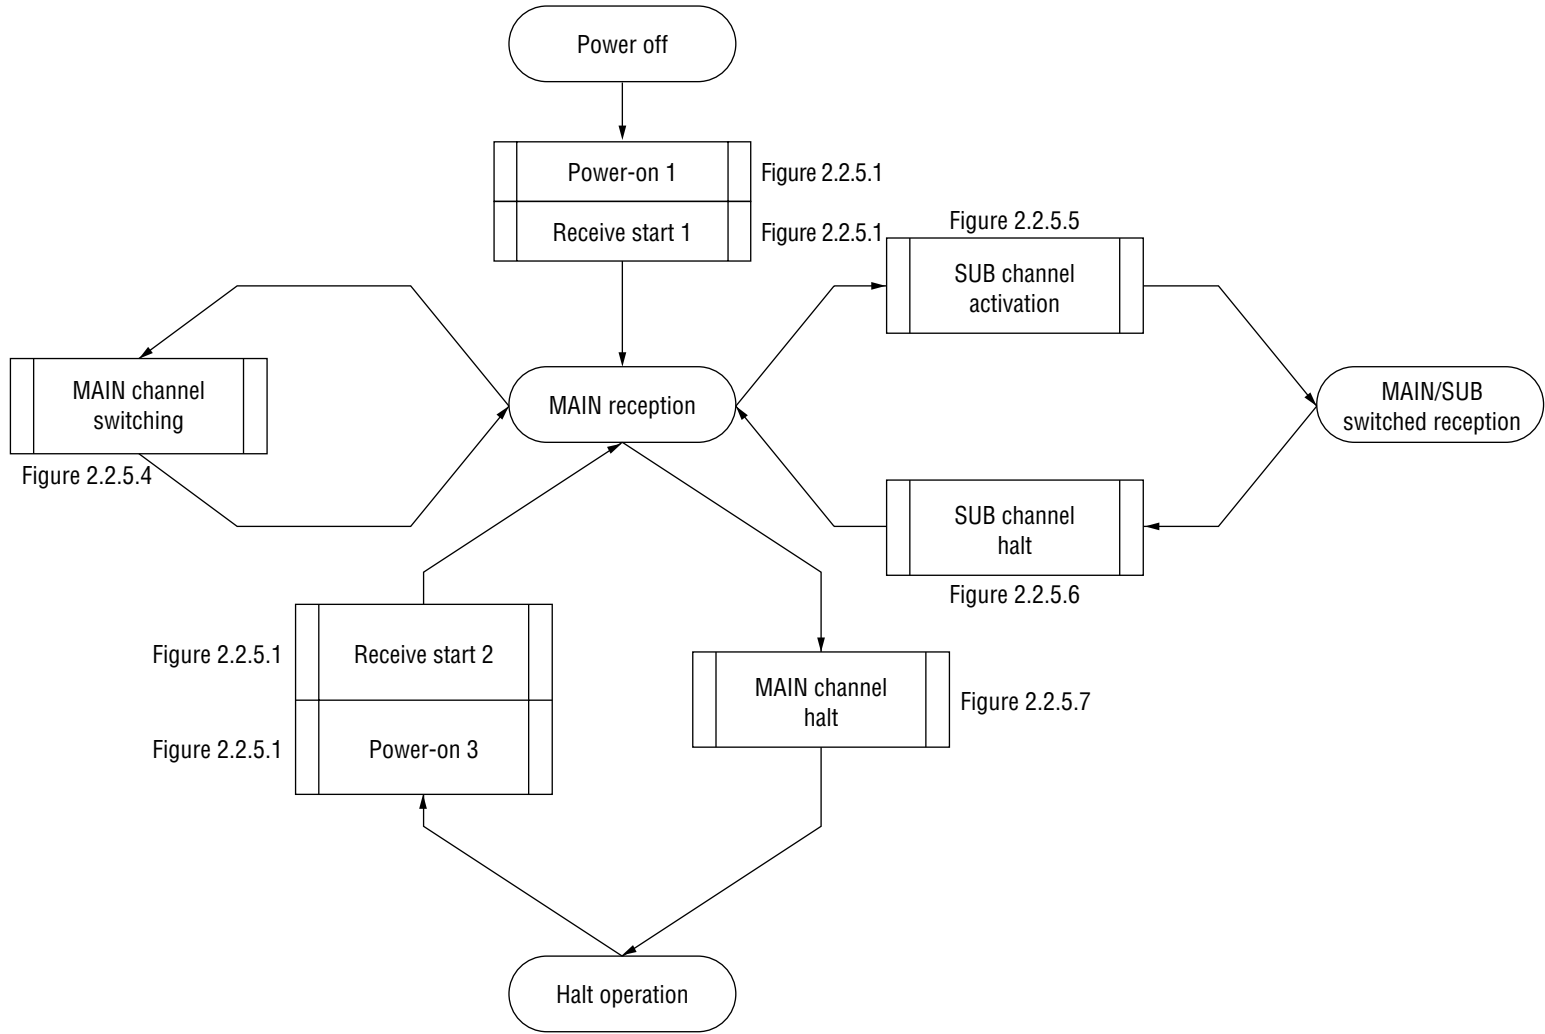 Power off
Power-on 1
Figure 2.2.5.1
Receive start 1
Figure 2.2.5.1
Figure 2.2.5.5
SUB channel
activation
MAIN channel
switching
Figure 2.2.5.4
MAIN reception
MAIN/SUB
switched reception
SUB channel
halt
Figure 2.2.5.6
Figure 2.2.5.1
Receive start 2
MAIN channel
halt
Figure 2.2.5.7
Figure 2.2.5.1
Power-on 3
Halt operation